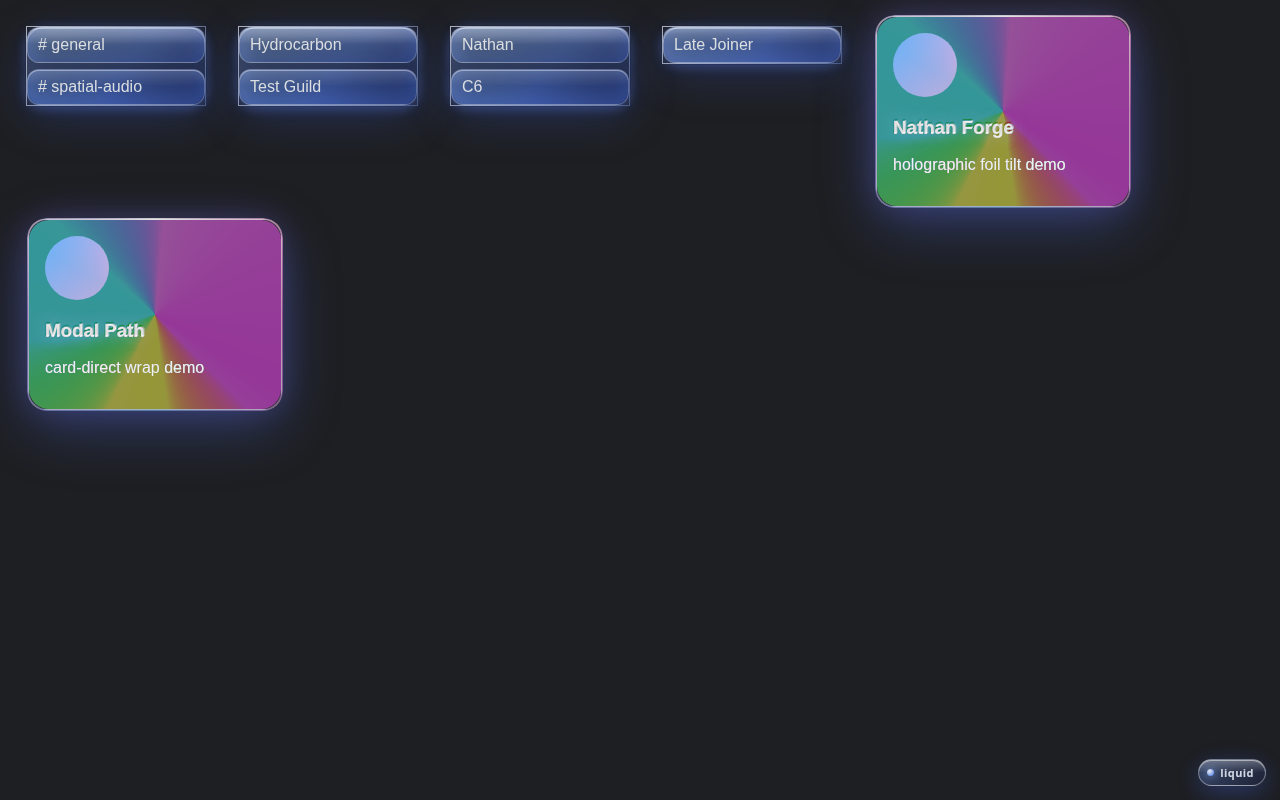 # general
# spatial-audio
Hydrocarbon
Test Guild
Nathan
C6
Late Joiner
Nathan Forge
holographic foil tilt demo
Modal Path
card-direct wrap demo
liquid